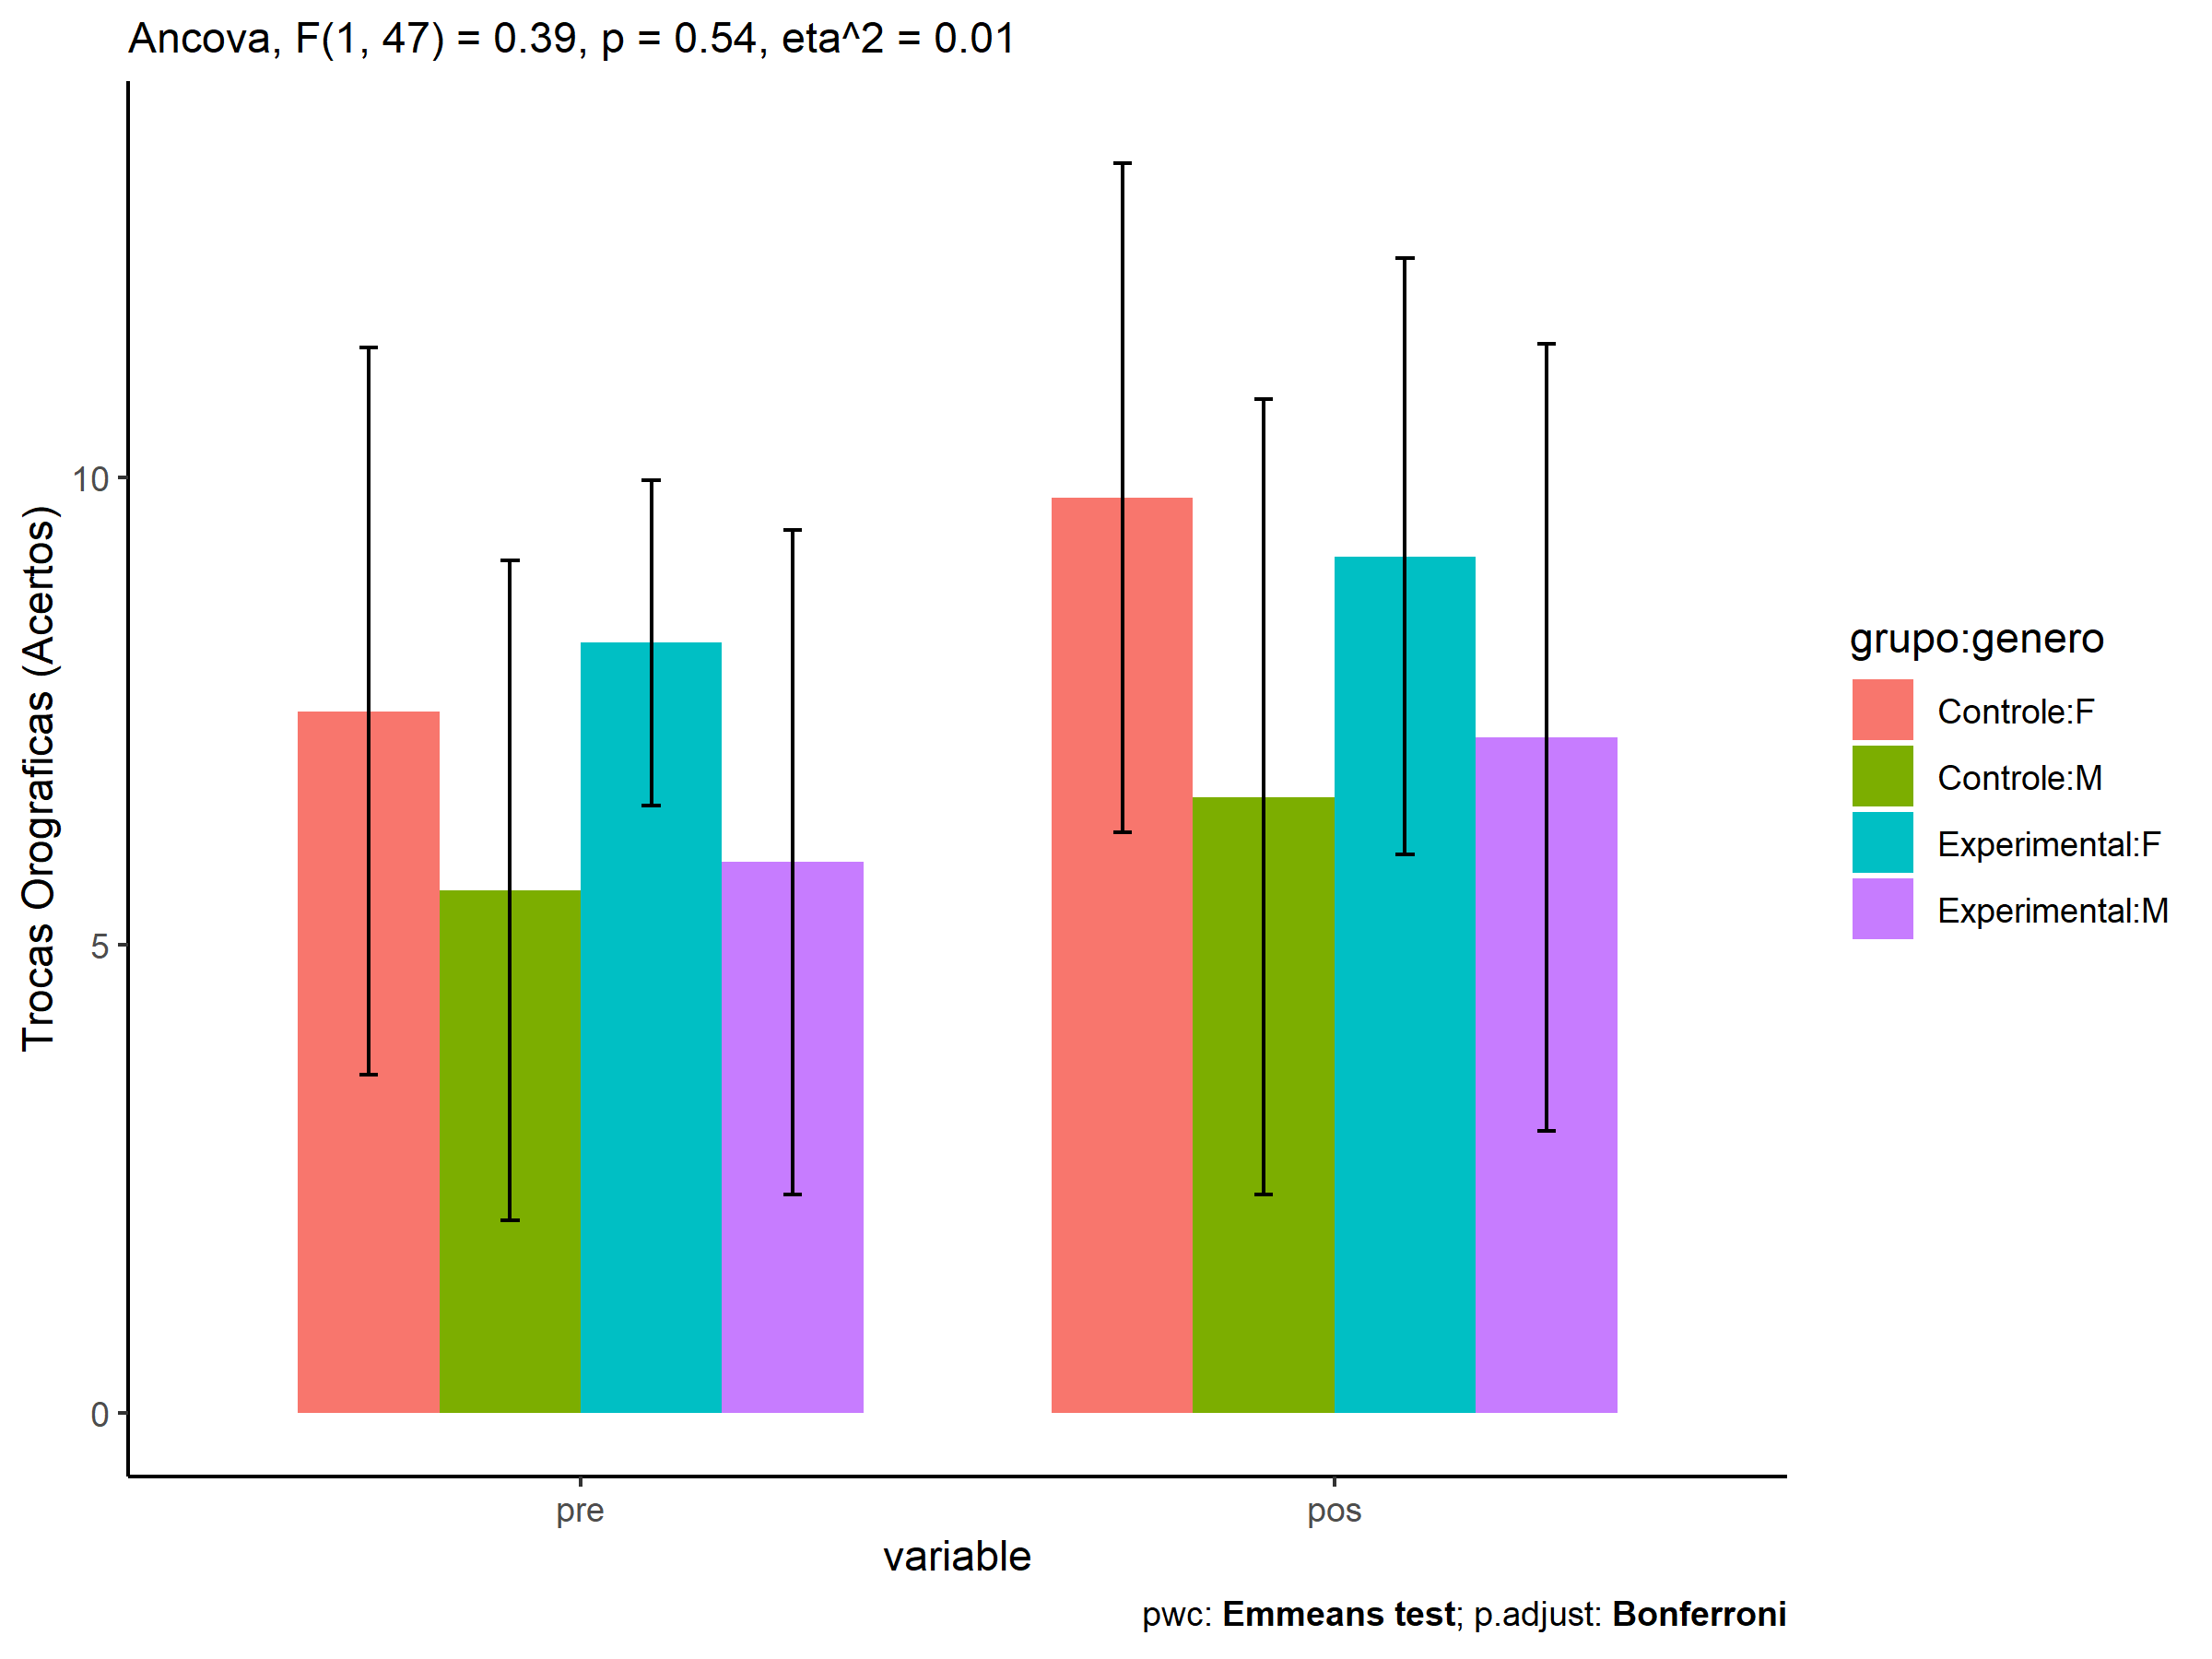 Ancova, F(1, 47) = 0.39, p = 0.54, eta^2 = 0.01
Trocas Orograficas (Acertos)
10
5
0
pre
pos
variable
grupo:genero
Controle:F
Controle:M
Experimental:F
Experimental:M
pwc: Emmeans test; p.adjust: Bonferroni